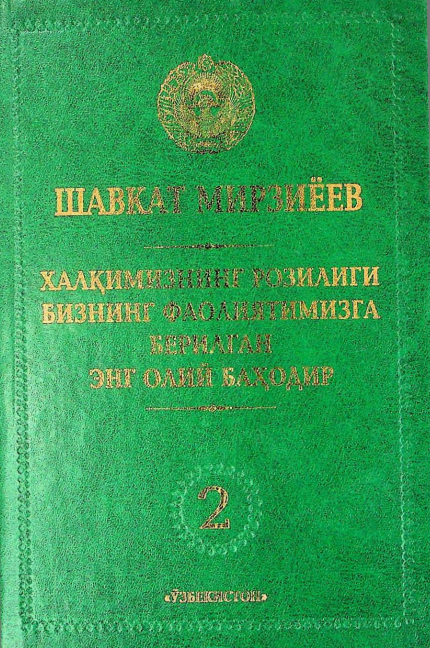 ШАВКАТ МИРЗИЁЕВ
ХАЛҚИМИЗНИНГ РОЗИЛИГИ
БИЗНИНГ ФАОЛИЯТИМИЗГА
БЕРИЛГАН
ЭНГ ОЛИЙ БАҲОДИР
2
«ЎЗБЕКИСТОН»